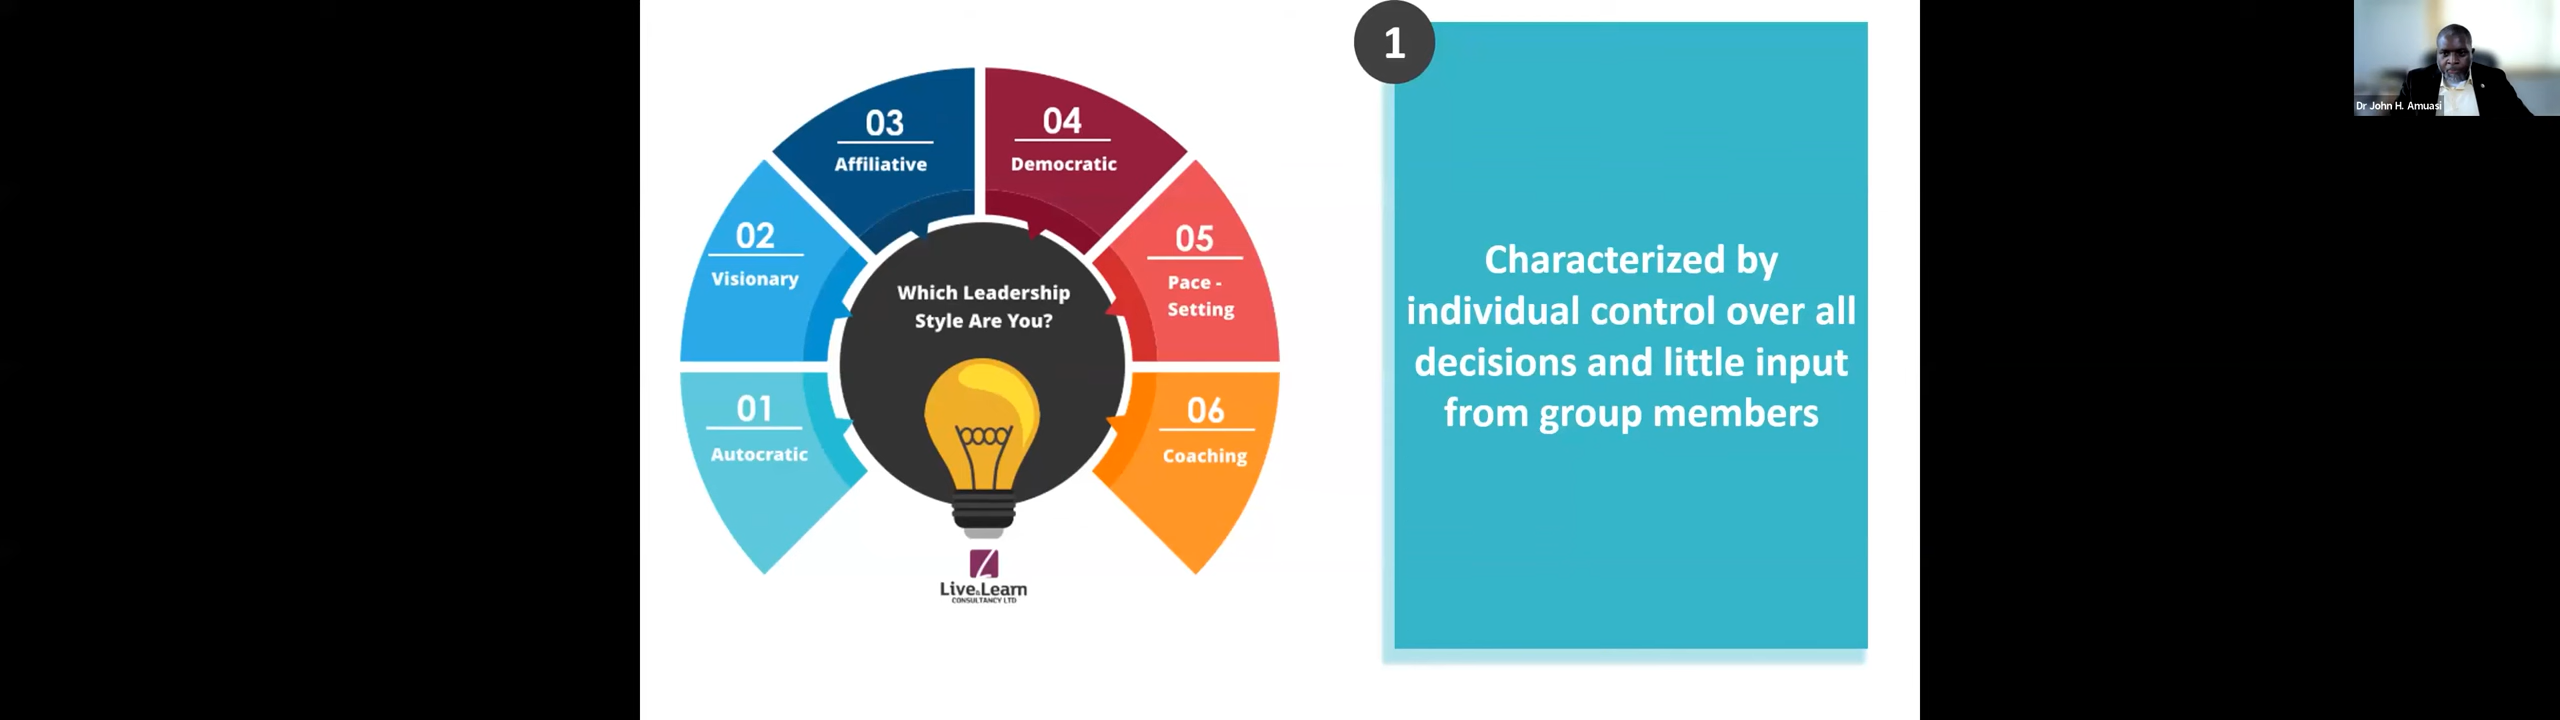 03
Affiliative
04
Democratic
02
Visionary
05
Pace -
Setting
01
Autocratic
06
Coaching
Which Leadership
Style Are You?
Live&Learn
CONSULTANCY LTD
1
Characterized by
individual control over all
decisions and little input
from group members
Dr John H. Amuasi